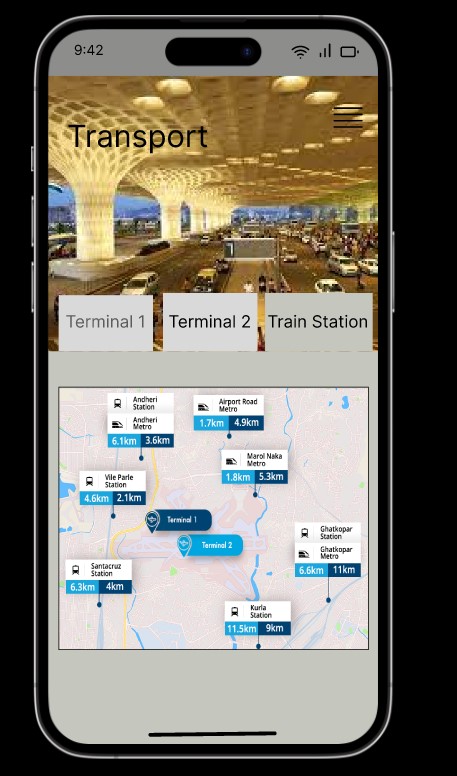 9:42
Transport
Terminal 1
Terminal 2
Train Station
Andheri
Station
Andheri
Metro
6.1km 3.6km
Airport Road
Metro
1.7km 4.9km
Marol Naka
Metro
1.8km 5.3km
Vile Parle
Station
4.6km 2.1km
Terminal 1
Terminal 2
Ghatkopar
Station
Ghatkopar
Metro
6.6km 11km
Santacruz
Station
6.3km 4km
Kurla
Station
11.5km 9km